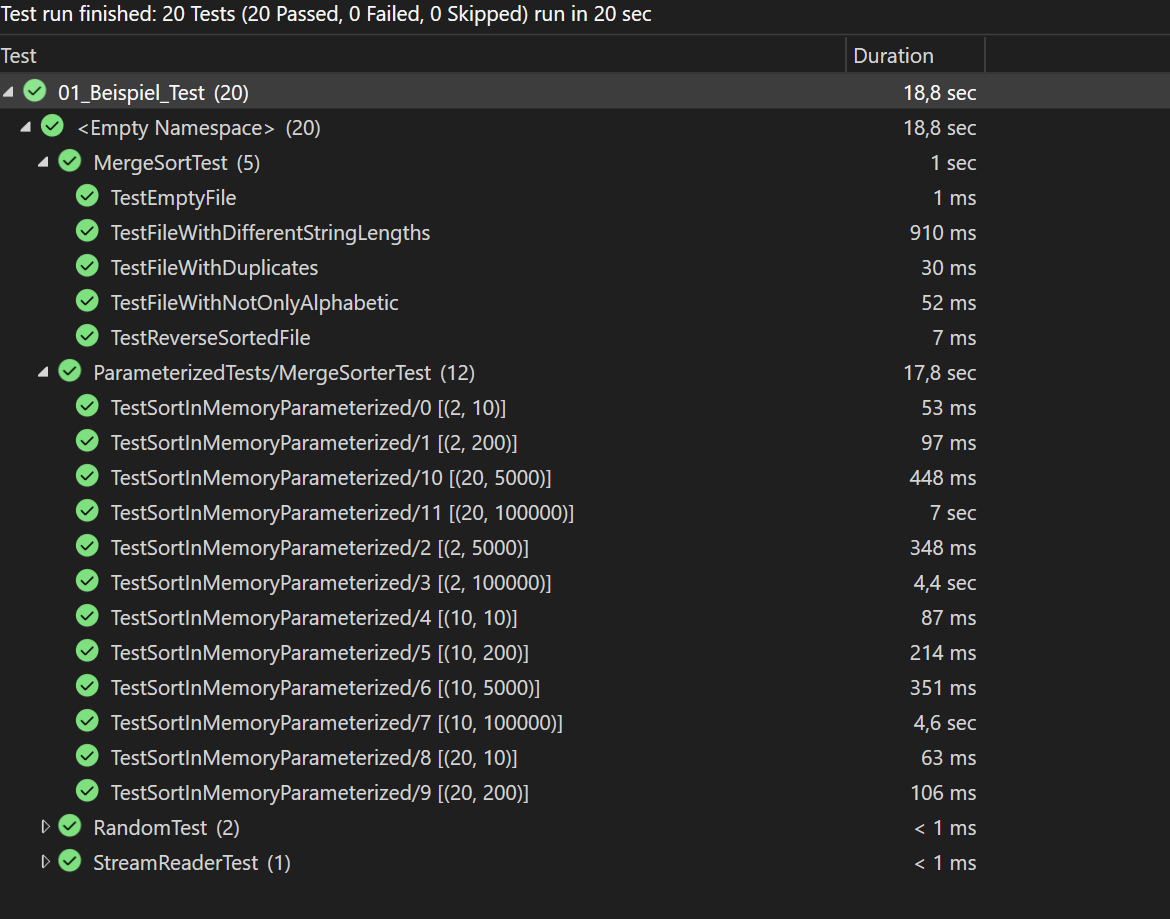 Test run finished: 20 Tests (20 Passed, 0 Failed, 0 Skipped) run in 20 sec
Test Duration
01_Beispiel_Test (20) 18,8 sec
<Empty Namespace> (20) 18,8 sec
MergeSortTest (5) 1 sec
TestEmptyFile 1 ms
TestFileWithDifferentStringLengths 910 ms
TestFileWithDuplicates 30 ms
TestFileWithNotOnlyAlphabetic 52 ms
TestReverseSortedFile 7 ms
ParameterizedTests/MergeSorterTest (12) 17,8 sec
TestSortInMemoryParameterized/0 [(2, 10)] 53 ms
TestSortInMemoryParameterized/1 [(2, 200)] 97 ms
TestSortInMemoryParameterized/10 [(20, 5000)] 448 ms
TestSortInMemoryParameterized/11 [(20, 100000)] 7 sec
TestSortInMemoryParameterized/2 [(2, 5000)] 348 ms
TestSortInMemoryParameterized/3 [(2, 100000)] 4,4 sec
TestSortInMemoryParameterized/4 [(10, 10)] 87 ms
TestSortInMemoryParameterized/5 [(10, 200)] 214 ms
TestSortInMemoryParameterized/6 [(10, 5000)] 351 ms
TestSortInMemoryParameterized/7 [(10, 100000)] 4,6 sec
TestSortInMemoryParameterized/8 [(20, 10)] 63 ms
TestSortInMemoryParameterized/9 [(20, 200)] 106 ms
RandomTest (2) < 1 ms
StreamReaderTest (1) < 1 ms